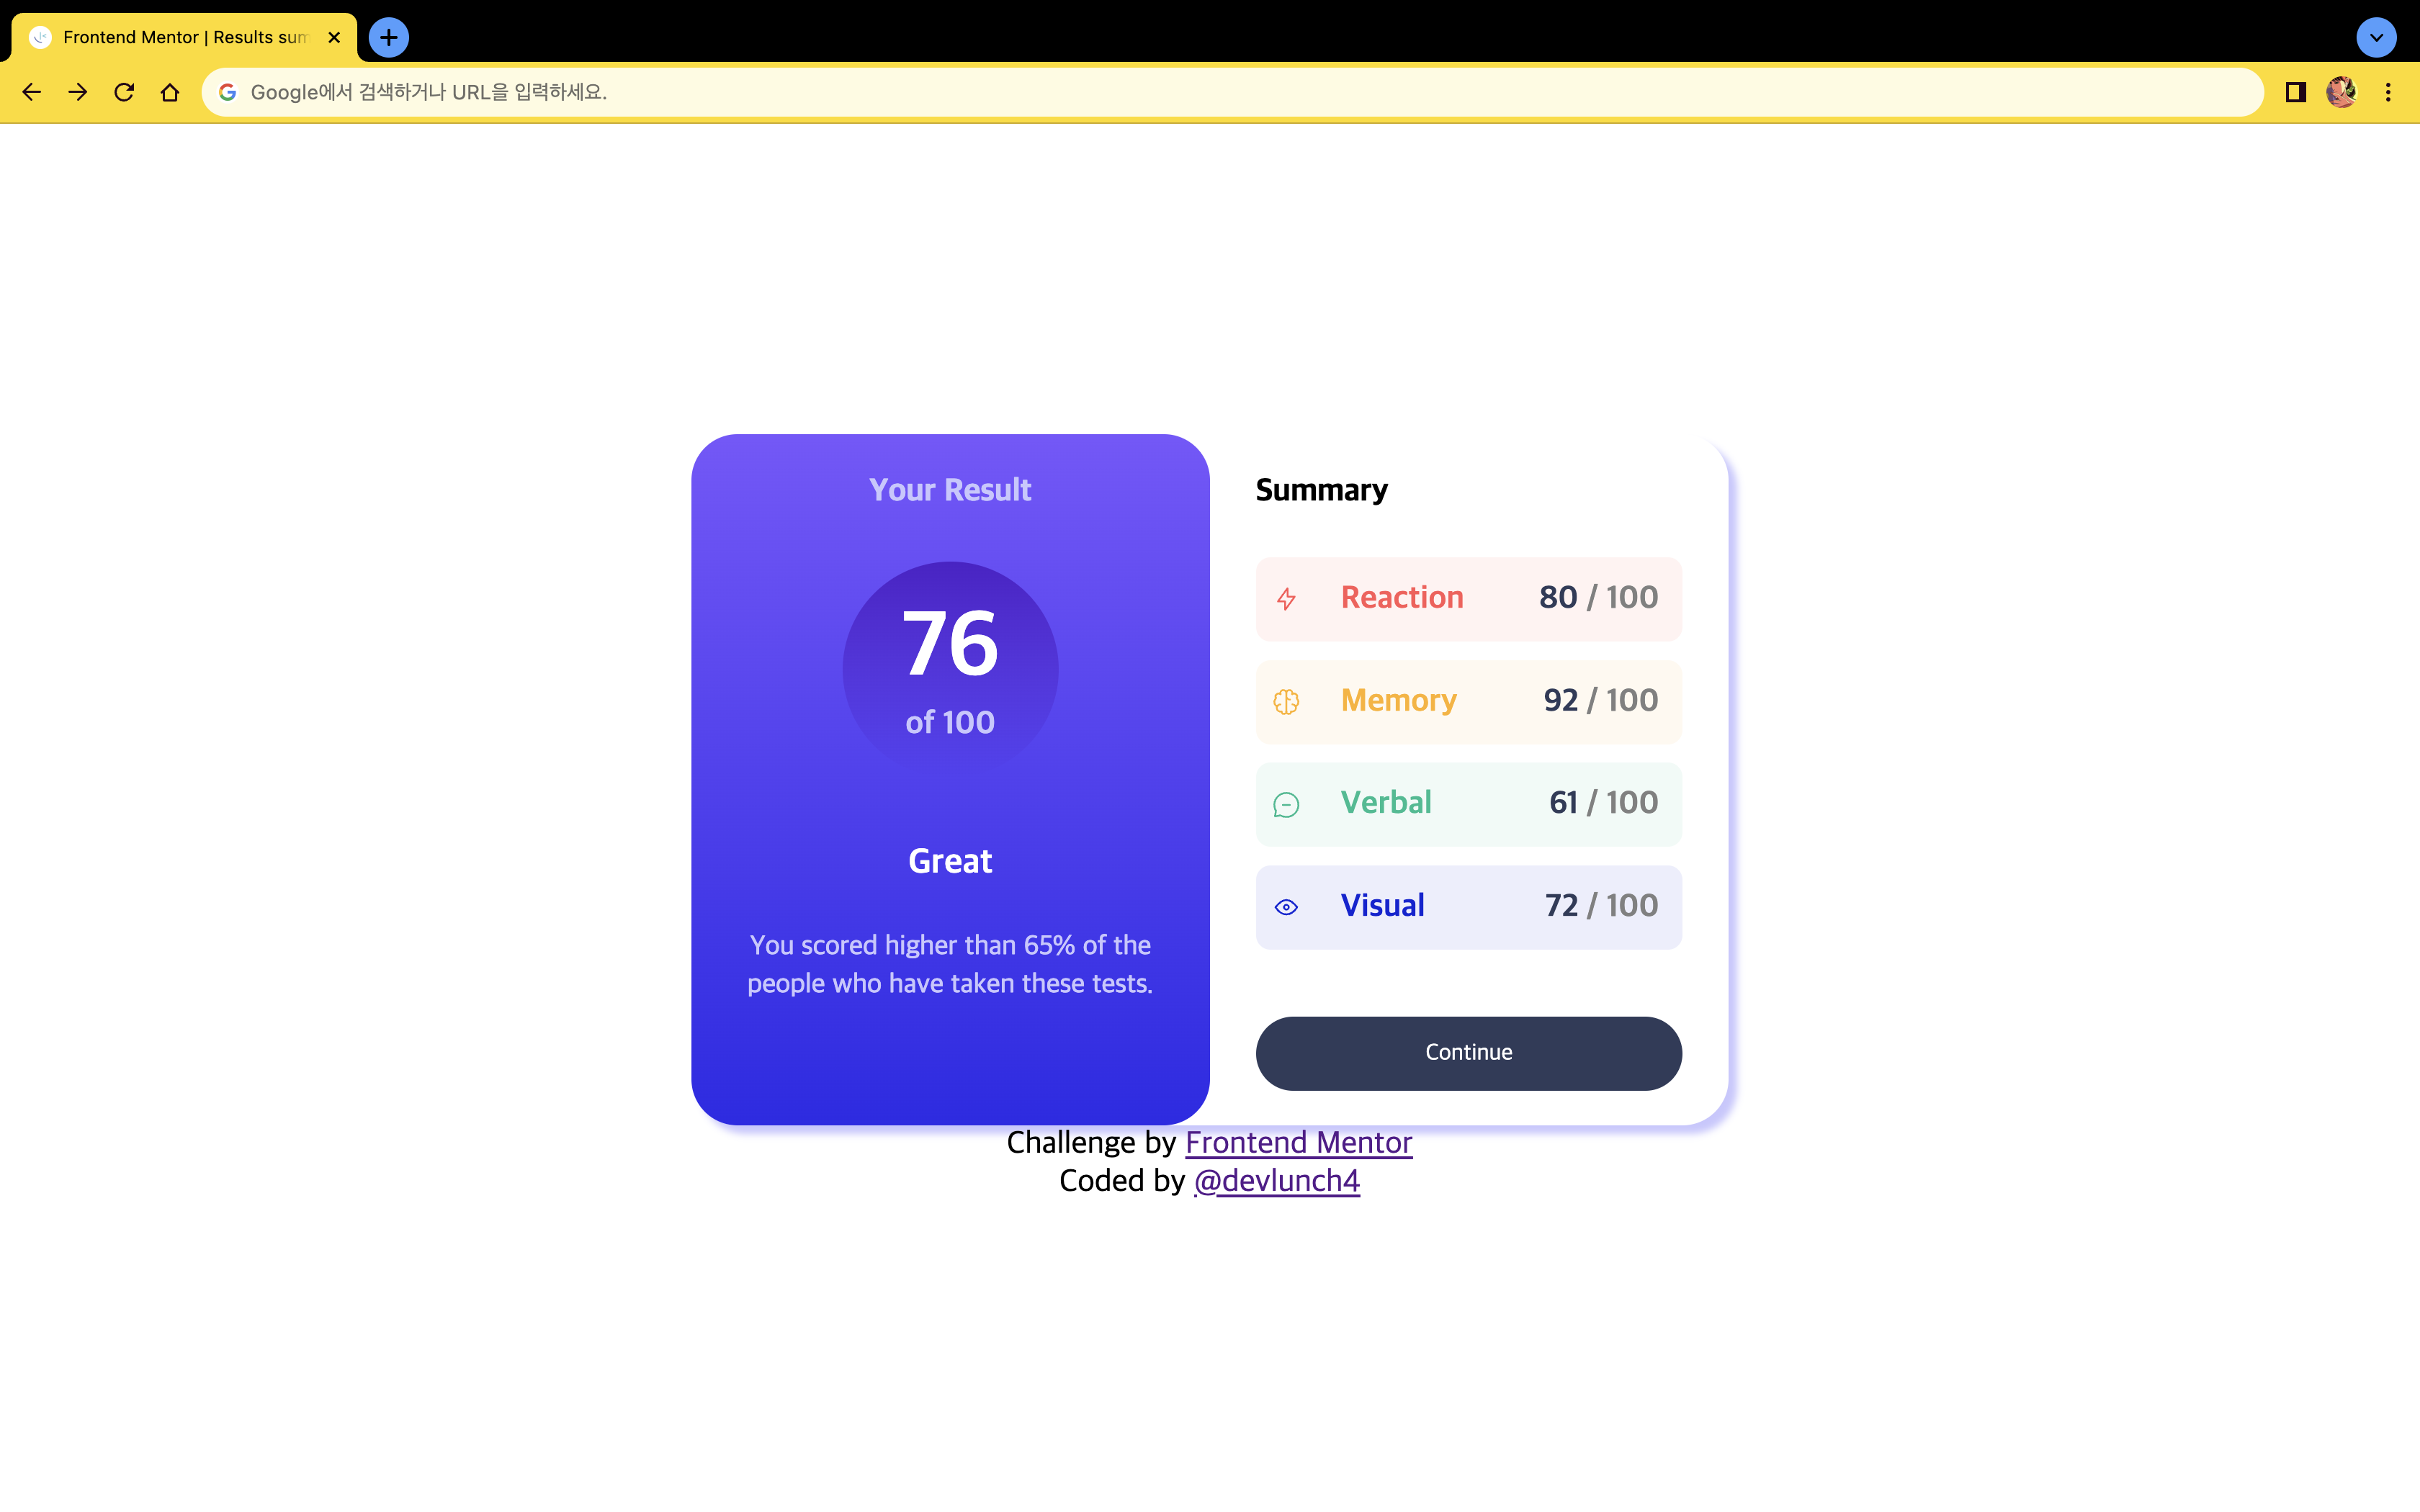 Frontend Mentor | Results sum
Google에서 검색하거나 URL을 입력하세요.
Your Result
76
of 100
Great
You scored higher than 65% of the
people who have taken these tests.
Summary
Reaction 80 / 100
Memory 92 / 100
Verbal 61 / 100
Visual 72 / 100
Continue
Challenge by Frontend Mentor
Coded by @devlunch4